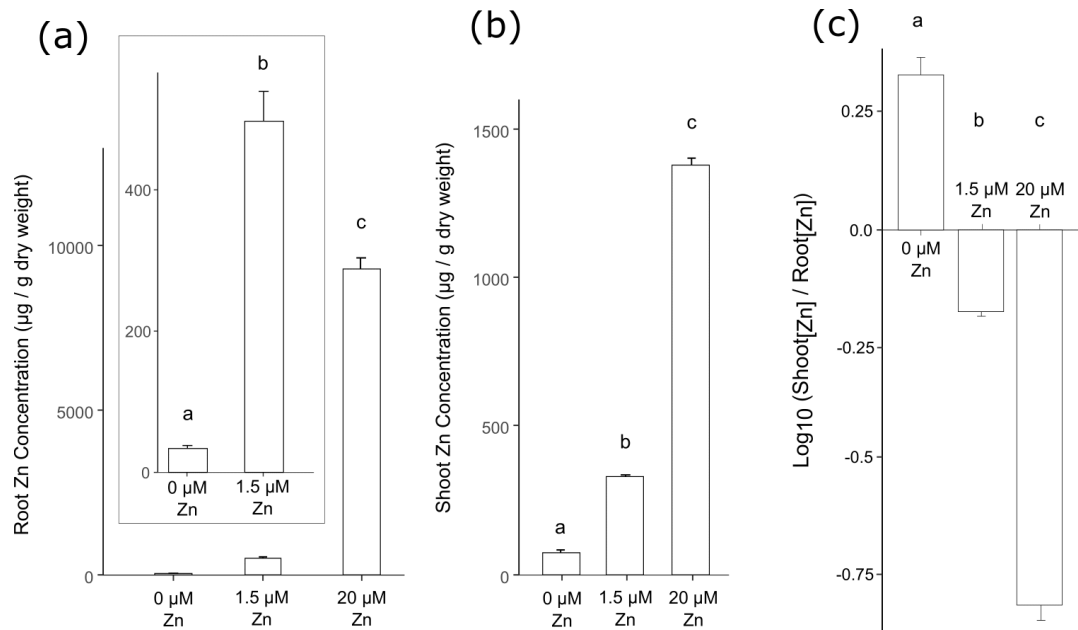 (a)
Root Zn Concentration (μg / g dry weight)
10000
5000
0
400
200
0
a
b
0 μM
Zn
1.5 μM
Zn
c
0 μM
Zn
1.5 μM
Zn
20 μM
Zn
(b)
Shoot Zn Concentration (μg / g dry weight)
1500
1000
500
0
a
b
c
0 μM
Zn
1.5 μM
Zn
20 μM
Zn
(c)
Log10 (Shoot[Zn] / Root[Zn])
0.25
0.0
-0.25
-0.5
-0.75
a
b
c
0 μM
Zn
1.5 μM
Zn
20 μM
Zn